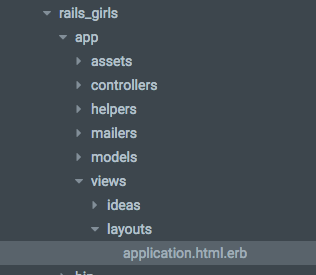 rails_girls
app
assets
controllers
helpers
mailers
models
views
ideas
layouts
application.html.erb